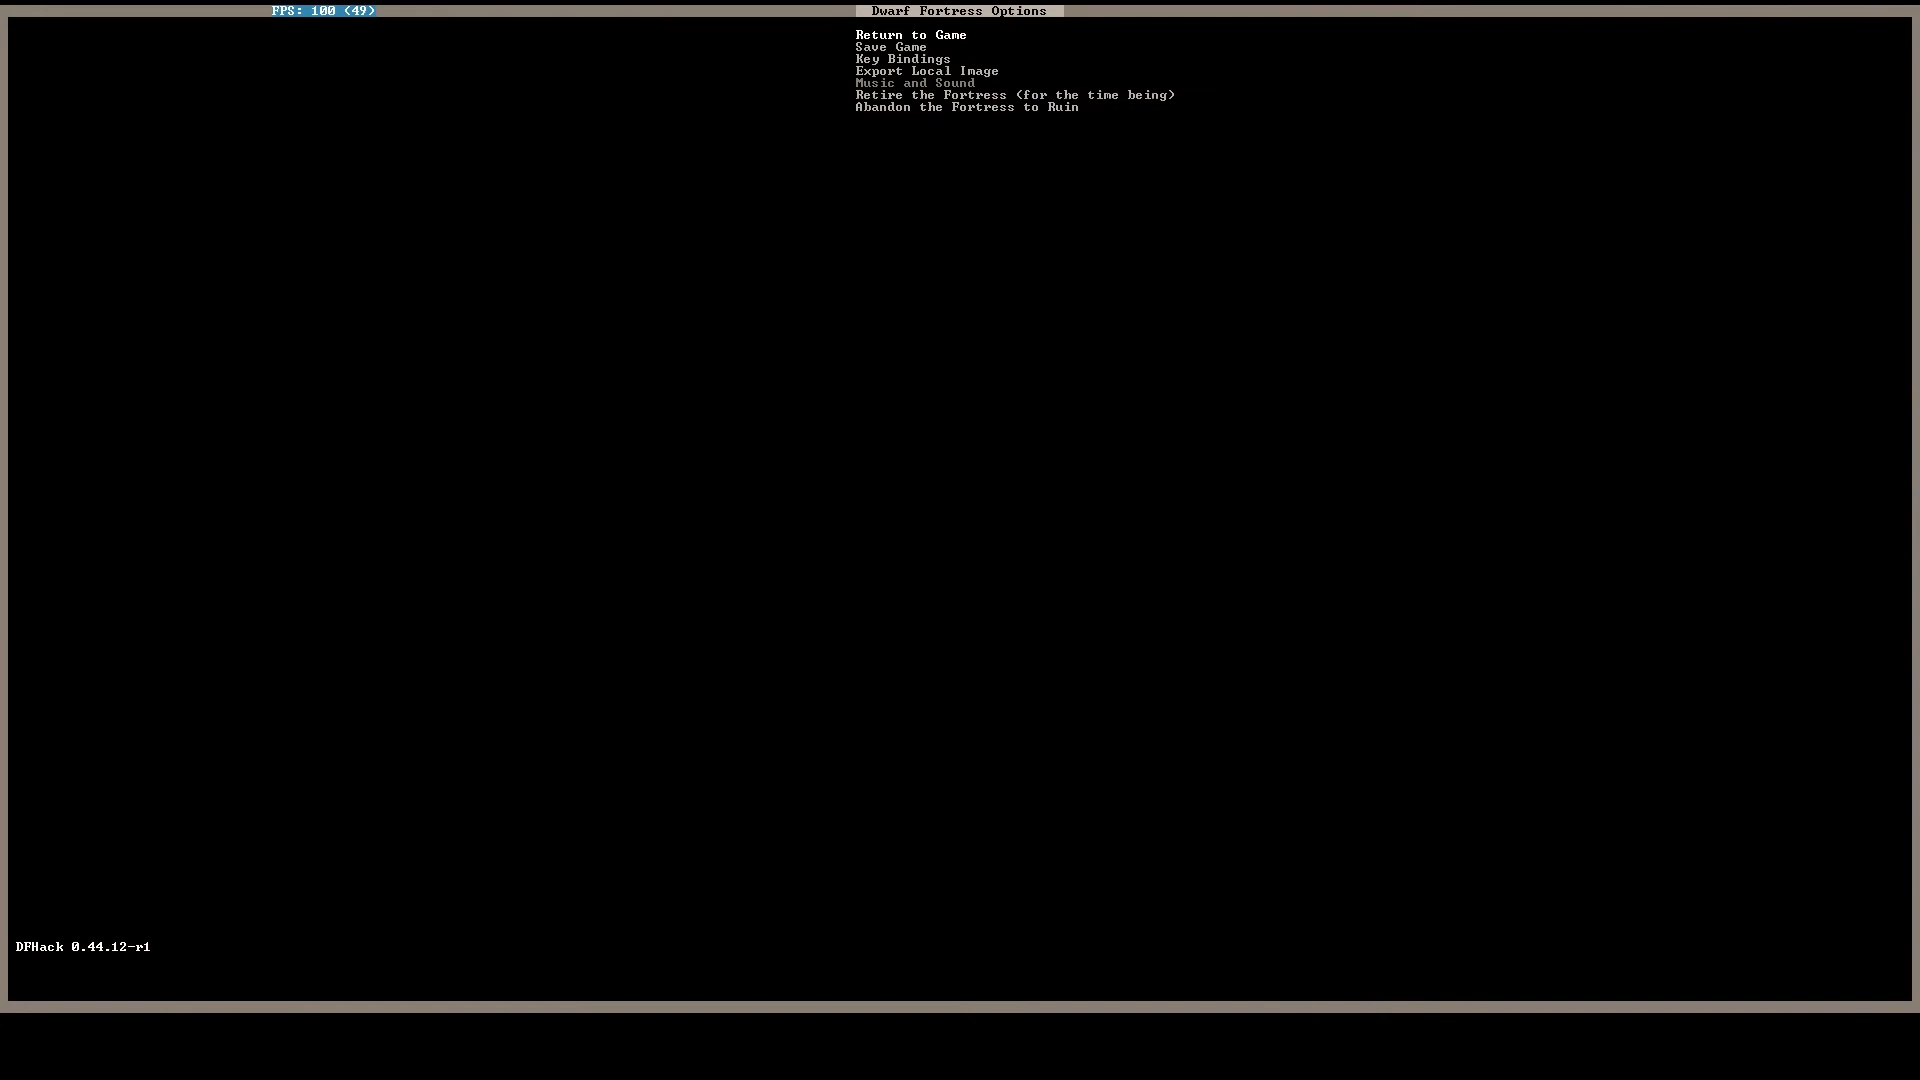 FPS: 100 (49)
Dwarf Fortress Options
Return to Game
Save Game
Key Bindings
Export Local Image
Music and Sound
Retire the Fortress (for the time being)
Abandon the Fortress to Ruin
DFHack 0.44.12-r1